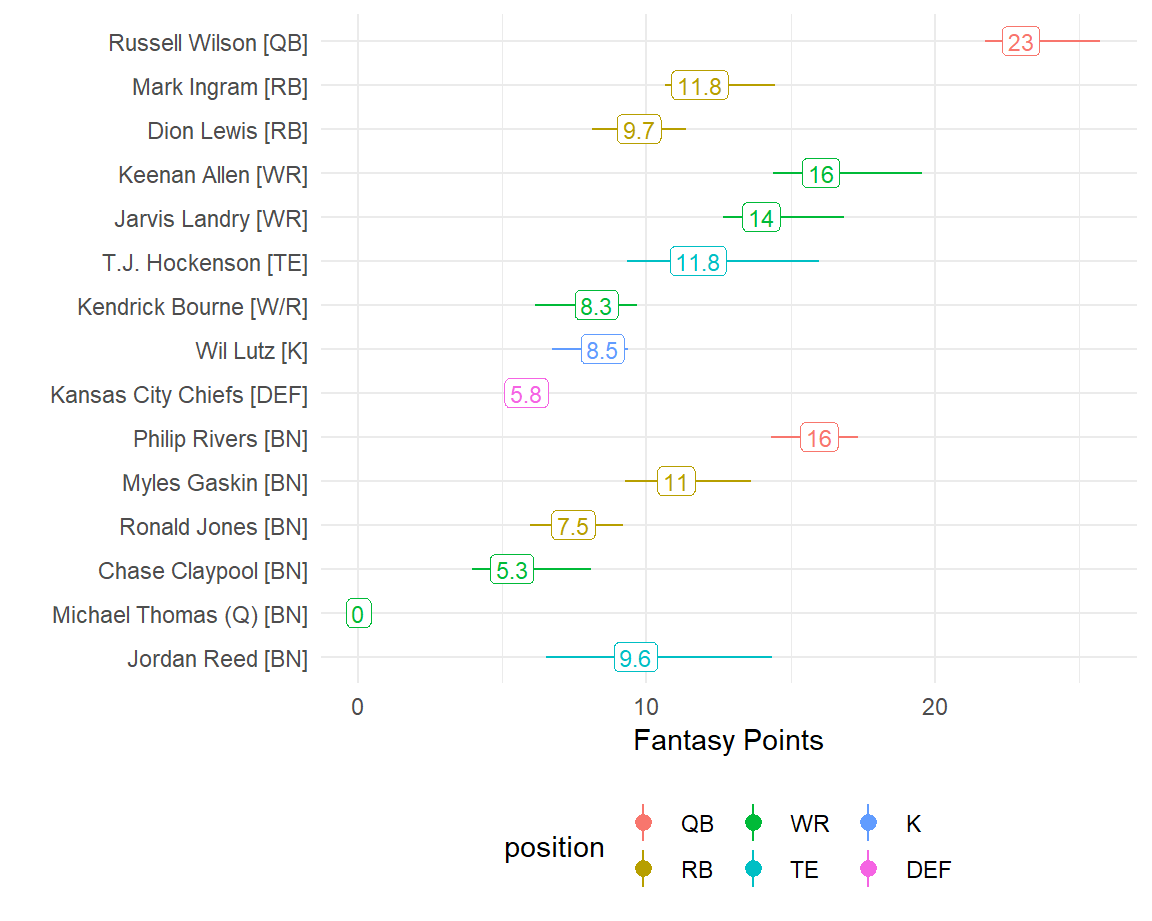 Russell Wilson [QB] 23
Mark Ingram [RB] 11.8
Dion Lewis [RB] 9.7
Keenan Allen [WR] 16
Jarvis Landry [WR] 14
T.J. Hockenson [TE] 11.8
Kendrick Bourne [W/R] 8.3
Wil Lutz [K] 8.5
Kansas City Chiefs [DEF] 5.8
Philip Rivers [BN] 16
Myles Gaskin [BN] 11
Ronald Jones [BN] 7.5
Chase Claypool [BN] 5.3
Michael Thomas (Q) [BN] 0
Jordan Reed [BN] 9.6
0 10 20
Fantasy Points
position
QB WR K
RB TE DEF